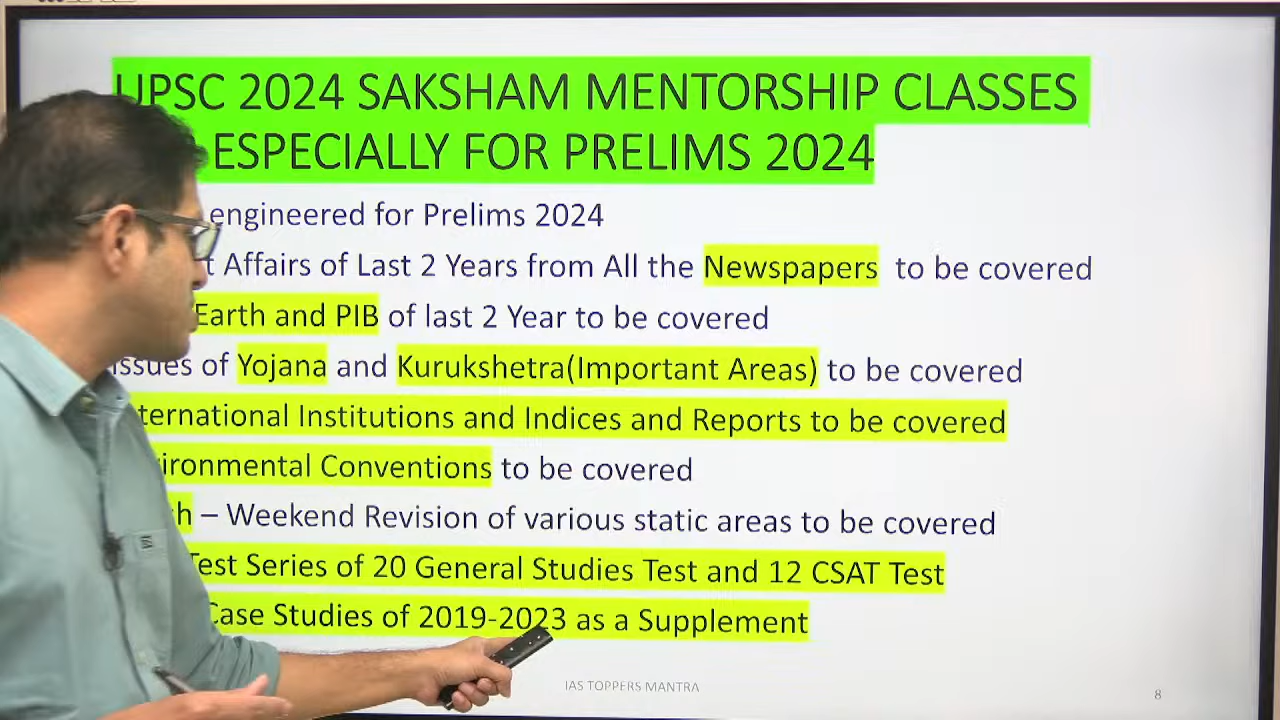 UPSC 2024 SAKSHAM MENTORSHIP CLASSES
ESPECIALLY FOR PRELIMS 2024
engineered for Prelims 2024
Affairs of Last 2 Years from All the Newspapers to be covered
Earth and PIB of last 2 Year to be covered
Issues of Yojana and Kurukshetra(Important Areas) to be covered
ternational Institutions and Indices and Reports to be covered
ironmental Conventions to be covered
– Weekend Revision of various static areas to be covered
Test Series of 20 General Studies Test and 12 CSAT Test
Case Studies of 2019-2023 as a Supplement
IAS TOPPERS MANTRA
8